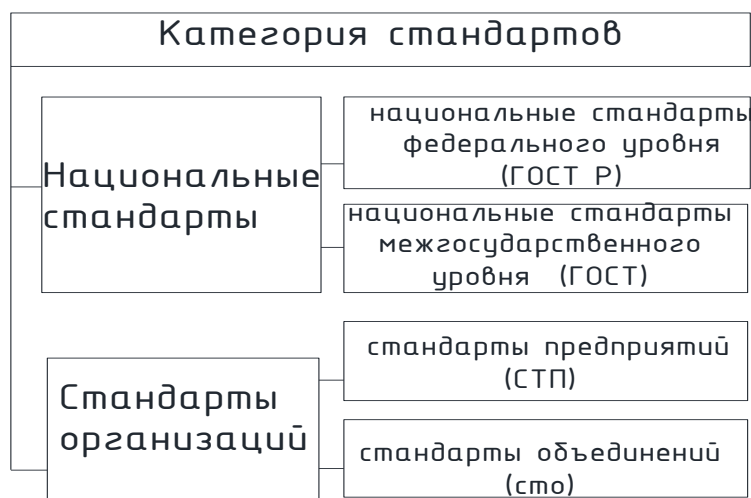 Категория стандартов
Национальные
стандарты
национальные стандарты
федерального уровня
(ГОСТ Р)
национальные стандарты
межгосударственного
уровня (ГОСТ)
Стандарты
организаций
стандарты предприятий
(СТП)
стандарты объединений
(сто)